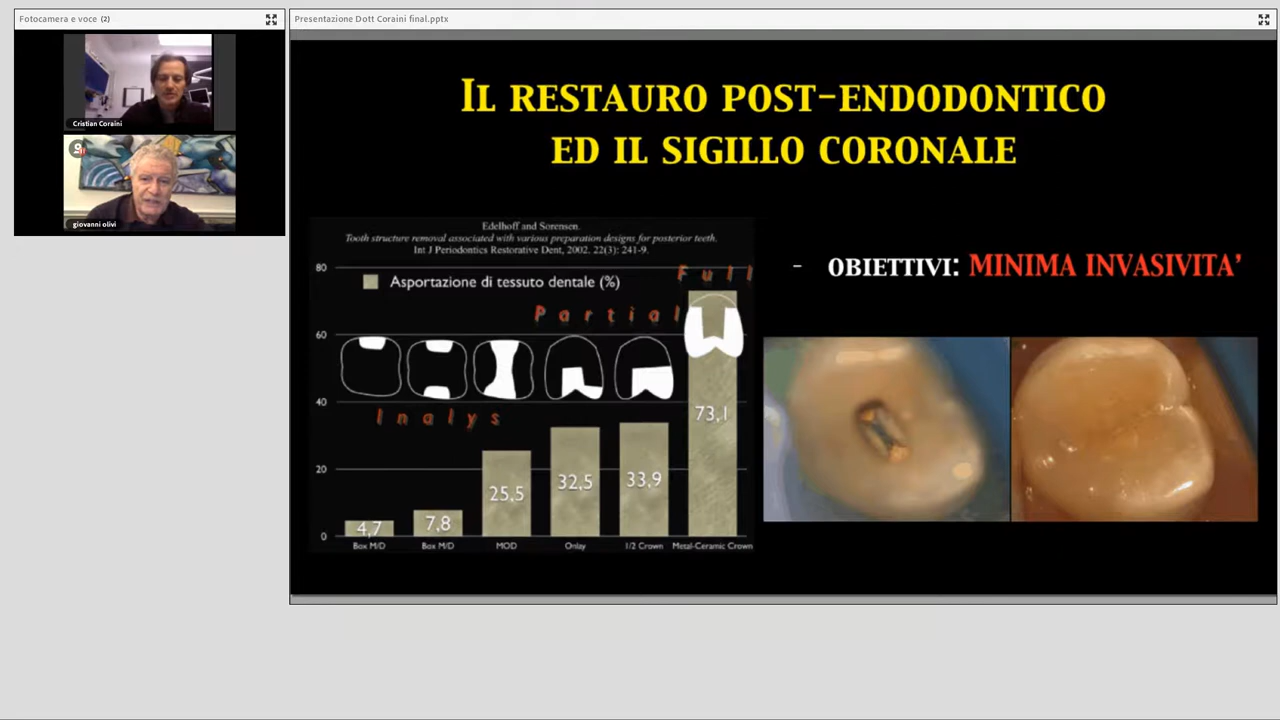 Fotocamera e voce (2)
Cristian Coraini
giovanni olivi
Presentazione Dott Coraini final.pptx
IL RESTAURO POST-ENDODONTICO
ED IL SIGILLO CORONALE
Edelhoff and Sorensen.
Tooth structure removal associated with various preparation designs for posterior teeth.
Int J Periodontics Restorative Dent, 2002. 22(3): 241-9.
80
60
40
20
0
Asportazione di tessuto dentale (%)
Full
Partial
Inalys
4,7
7,8
25,5
32,5
33,9
73,1
Box M/D
Box M/D
MOD
Onlay
1/2 Crown
Metal-Ceramic Crown
- OBIETTIVI: MINIMA INVASIVITA'